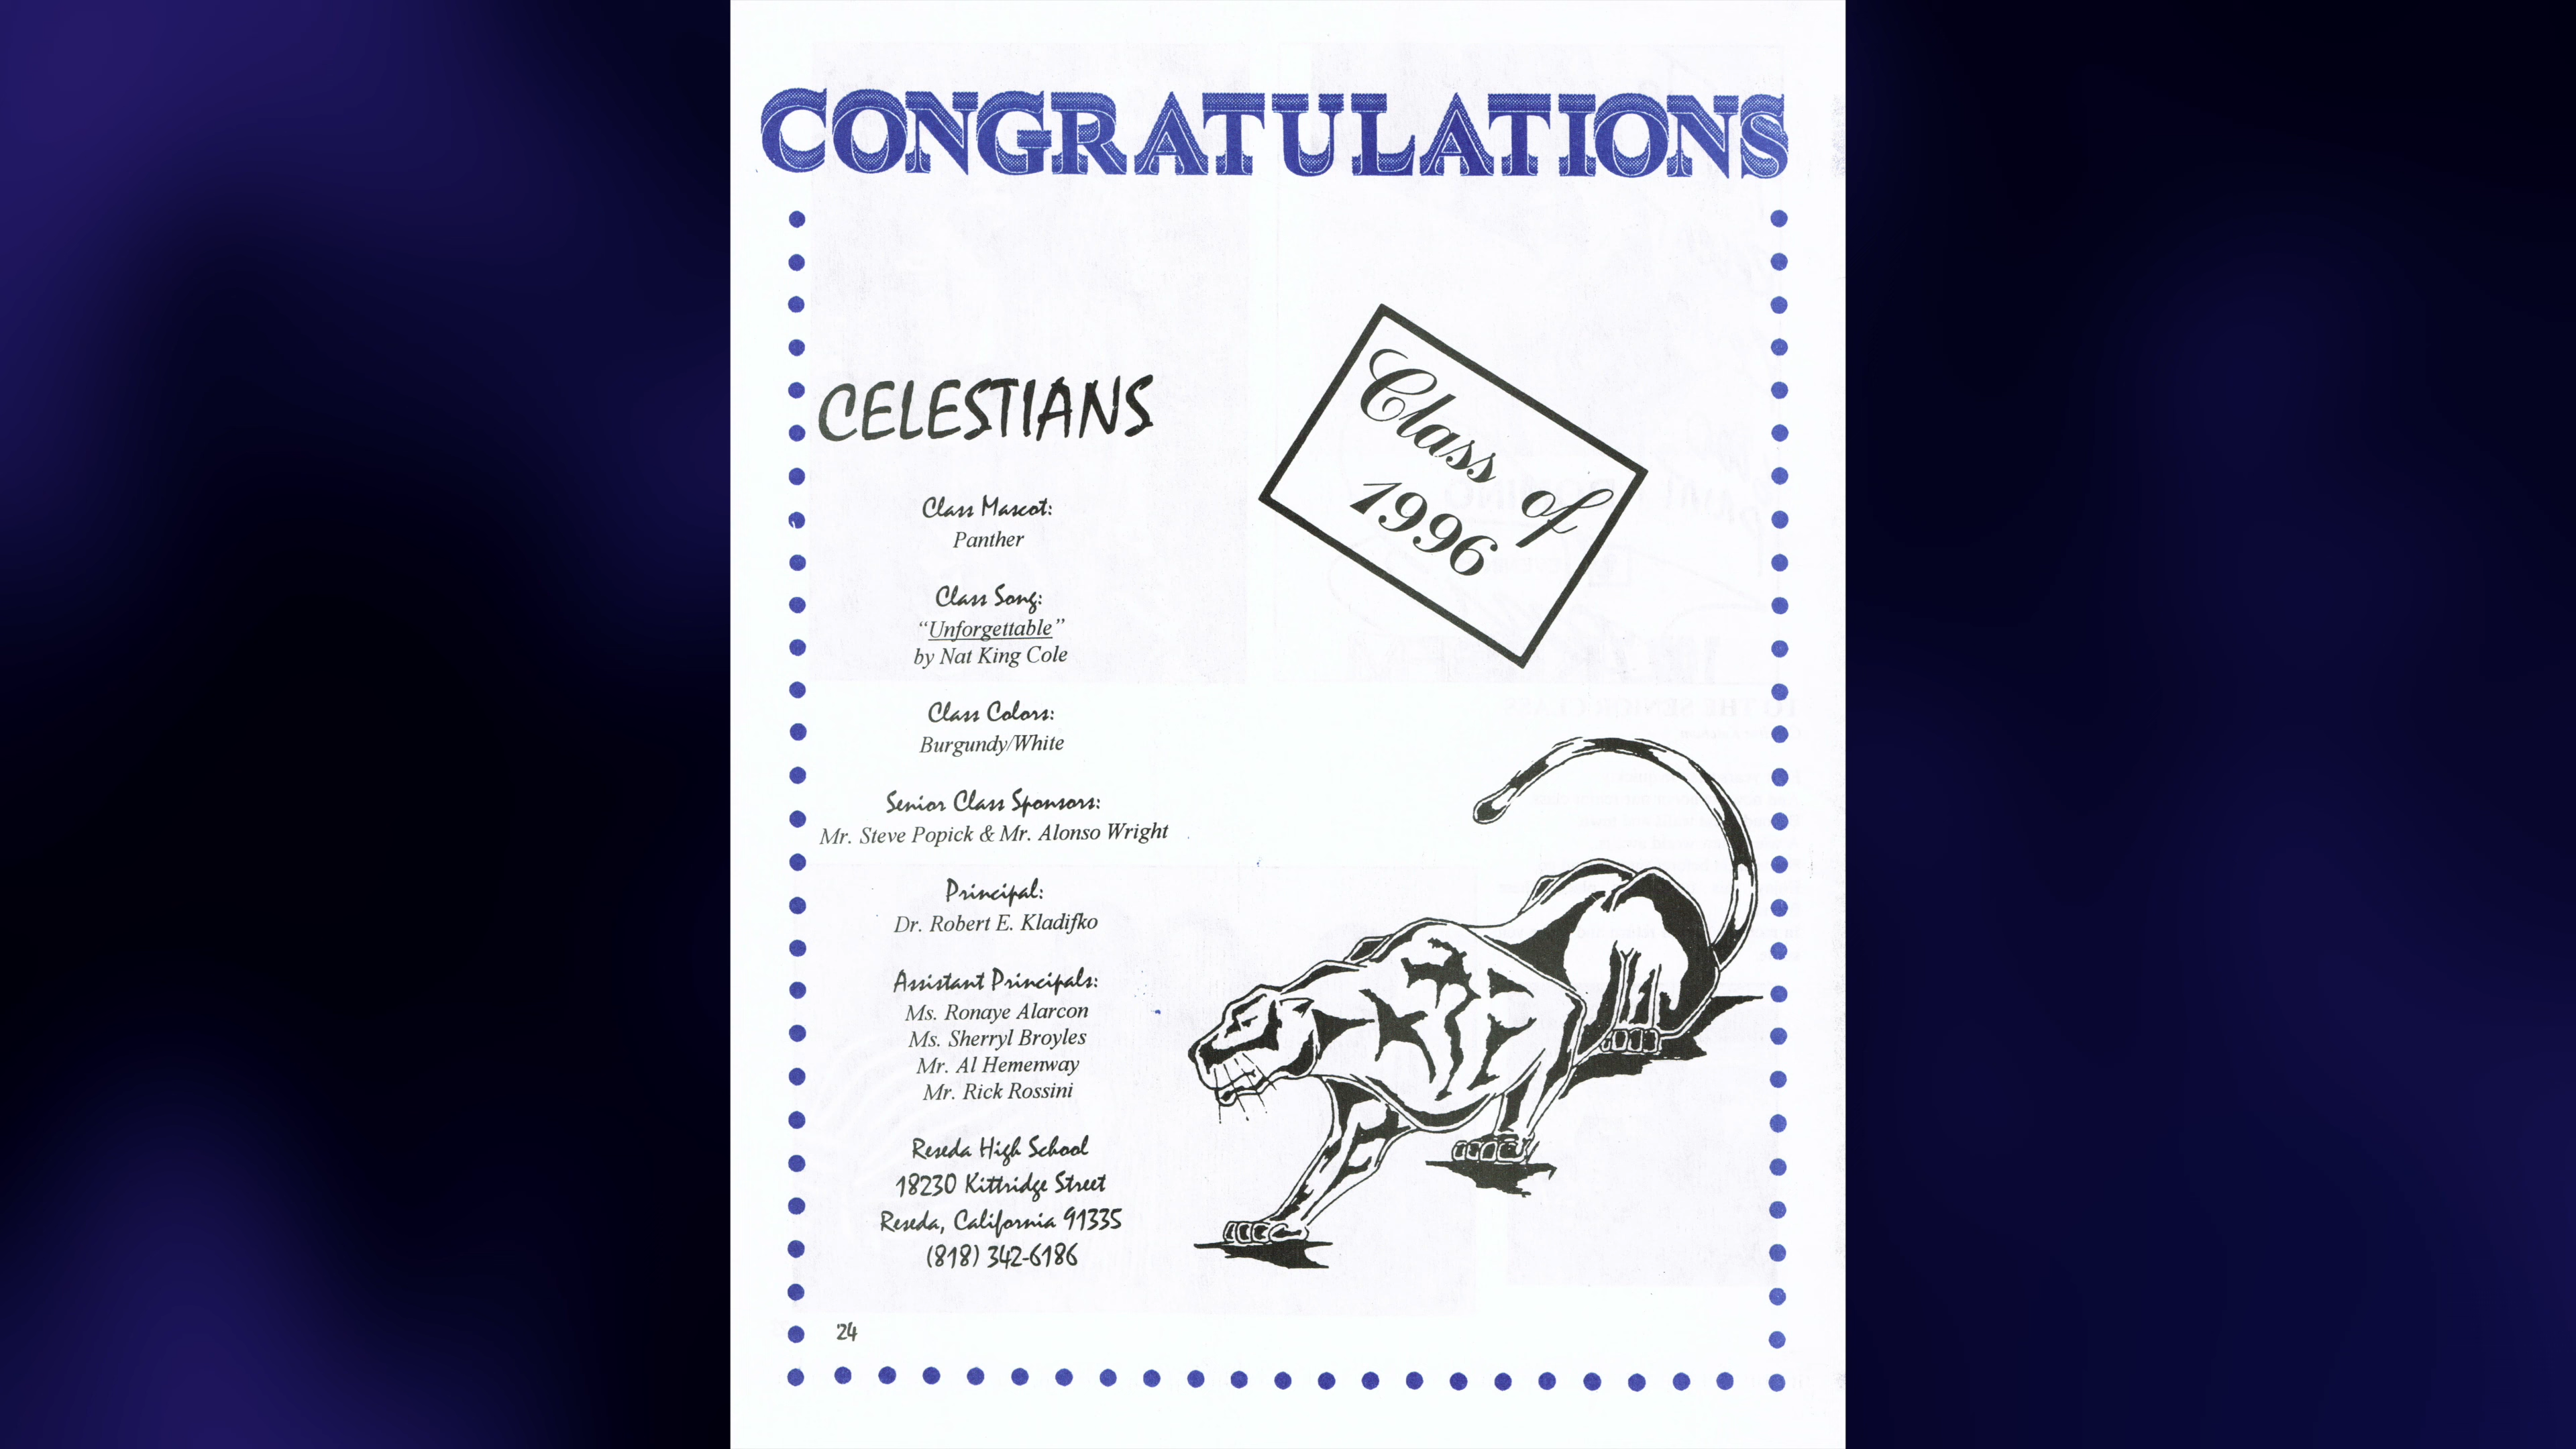 CONGRATULATIONS
CELESTIANS
Class of
1996
Class Mascot:
Panther
Class Song:
“Unforgettable”
by Nat King Cole
Class Colors:
Burgundy/White
Senior Class Sponsors:
Mr. Steve Popick & Mr. Alonso Wright
Principal:
Dr. Robert E. Kladifko
Assistant Principals:
Ms. Ronaye Alarcon
Ms. Sherryl Broyles
Mr. Al Hemenway
Mr. Rick Rossini
Reseda High School
18230 Kittridge Street
Reseda, California 91335
(818) 342-6186
24